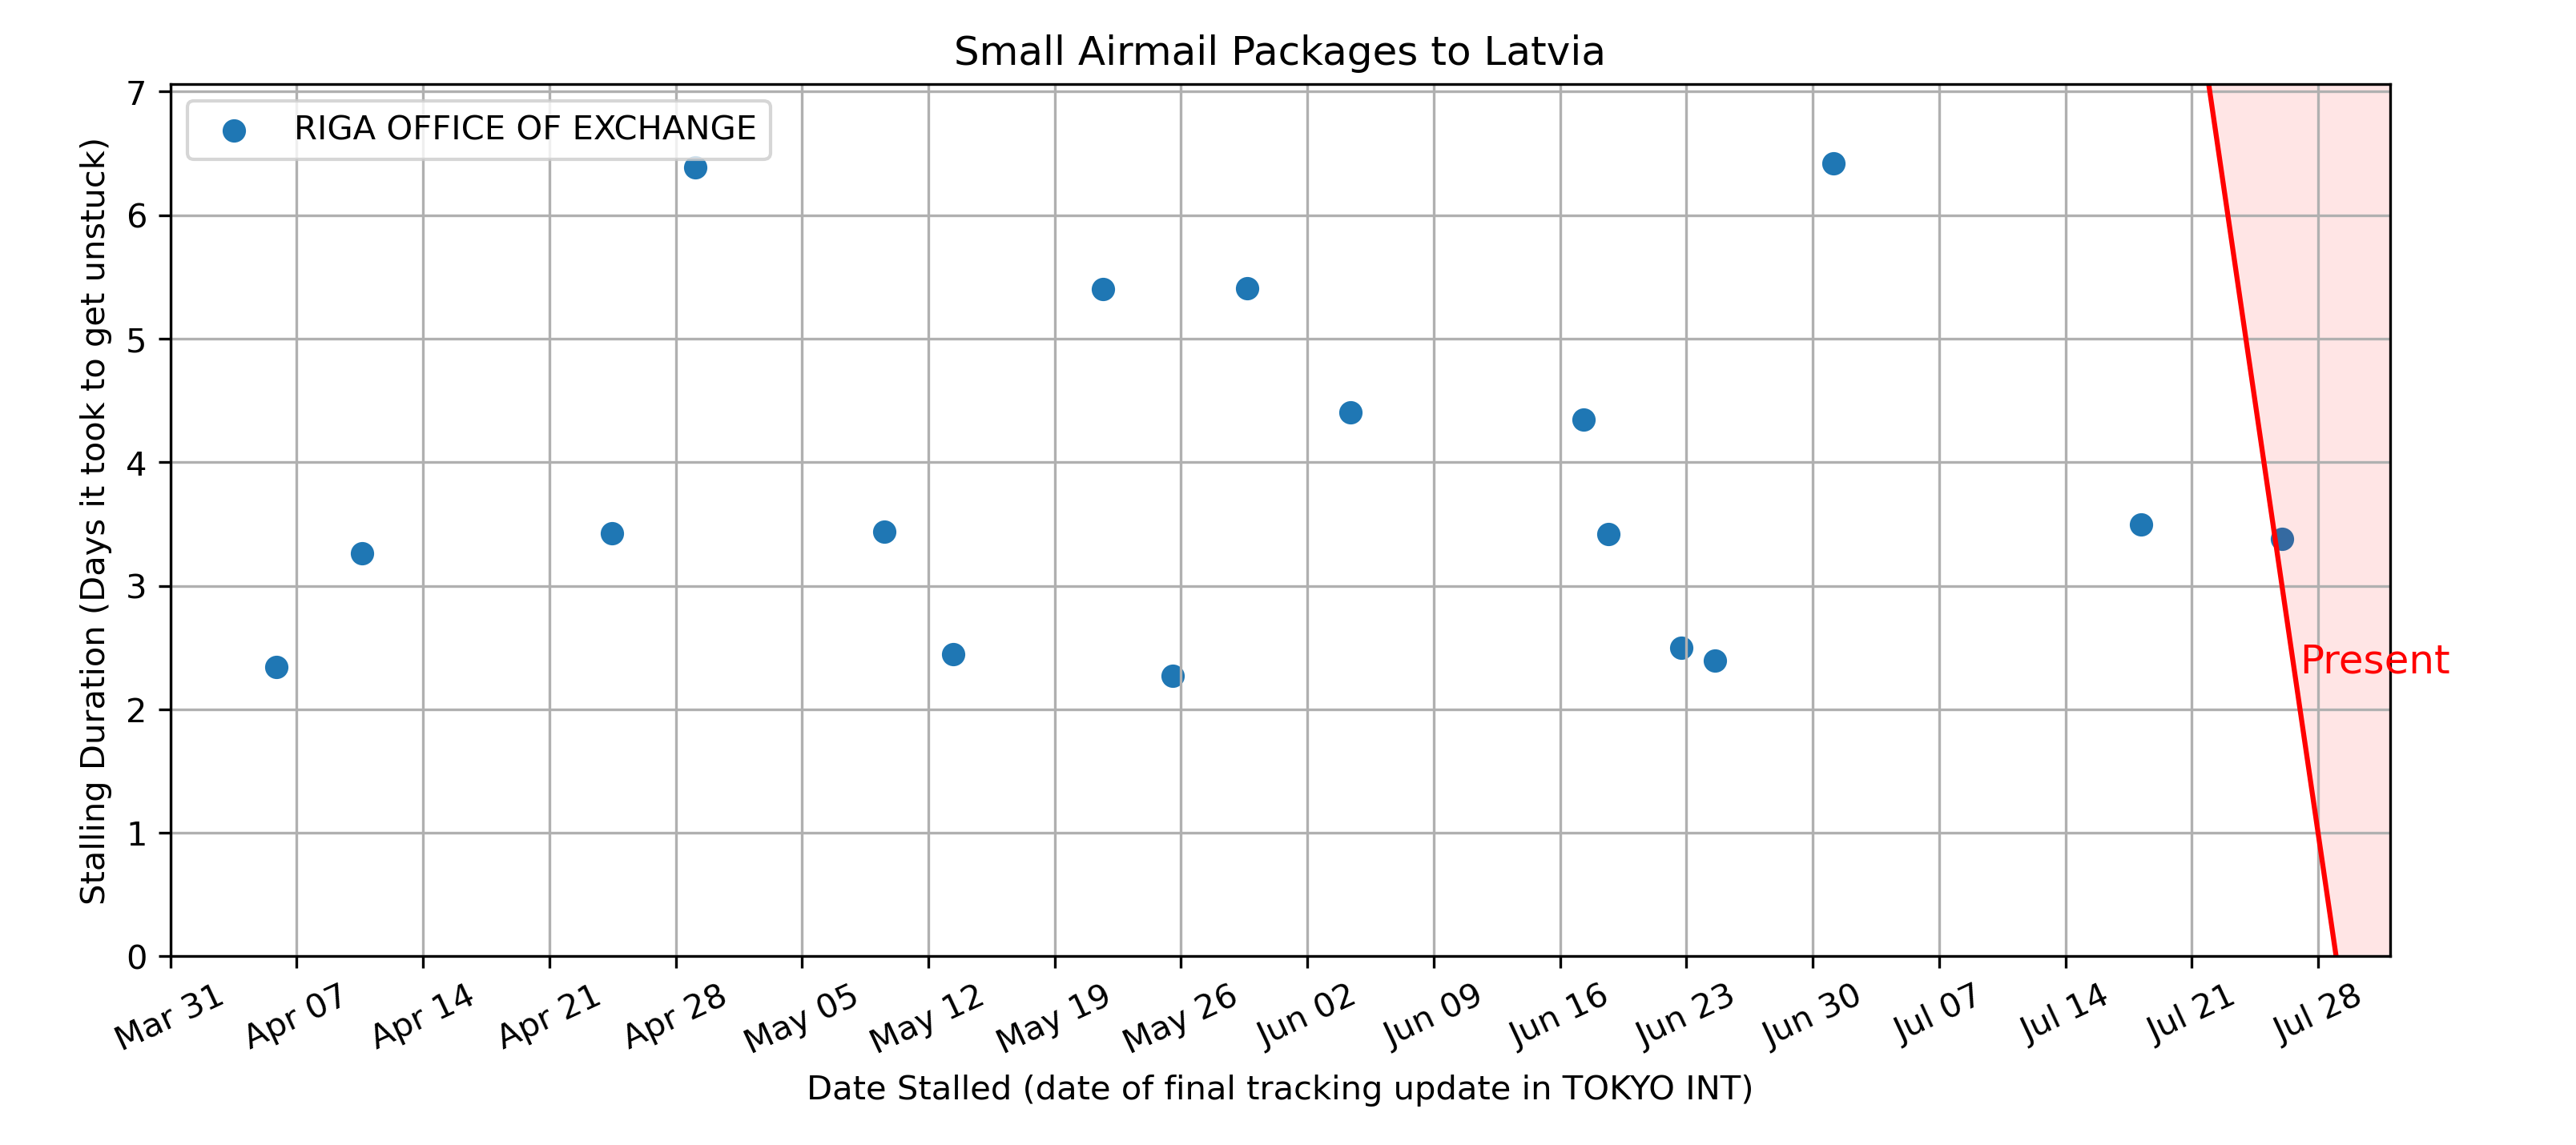 Small Airmail Packages to Latvia
RIGA OFFICE OF EXCHANGE
Stalling Duration (Days it took to get unstuck)
7
6
5
4
3
2
1
0
Present
Mar 31 Apr 07 Apr 14 Apr 21 Apr 28 May 05 May 12 May 19 May 26 Jun 02 Jun 09 Jun 16 Jun 23 Jun 30 Jul 07 Jul 14 Jul 21 Jul 28
Date Stalled (date of final tracking update in TOKYO INT)